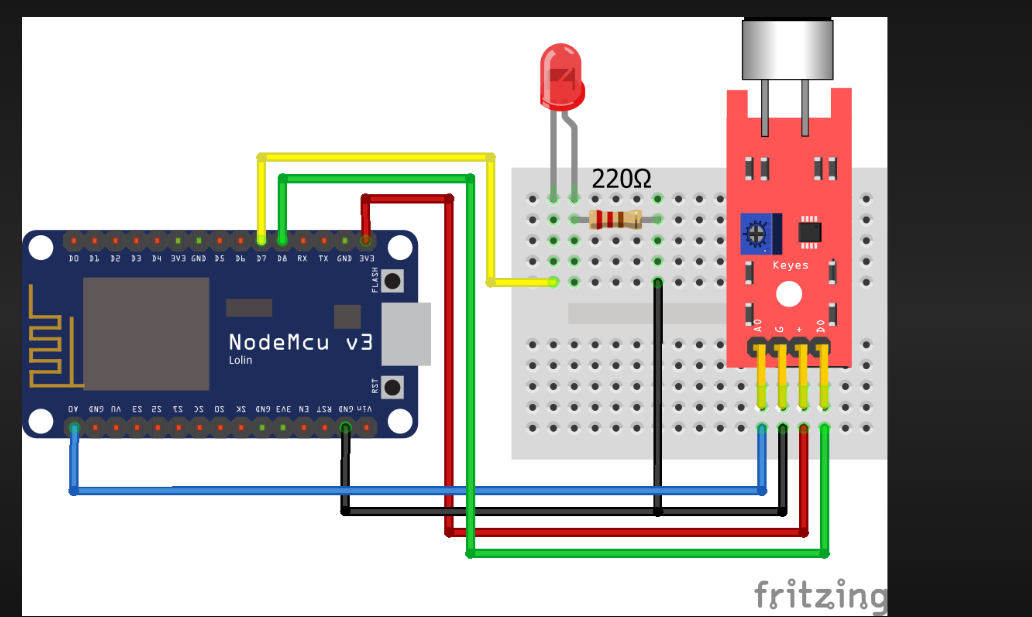 220Ω
D0 D1 D2 D3 D4 3V3 GND D5 D6 D7 D8 RX TX GND 3V3
FLASH
Keyes
NodeMcu v3
Lolin
A0 G + D0
RST
A0 GND VU S3 S2 S1 SC S0 SK GND 3V3 EN RST GND Vin
fritzing